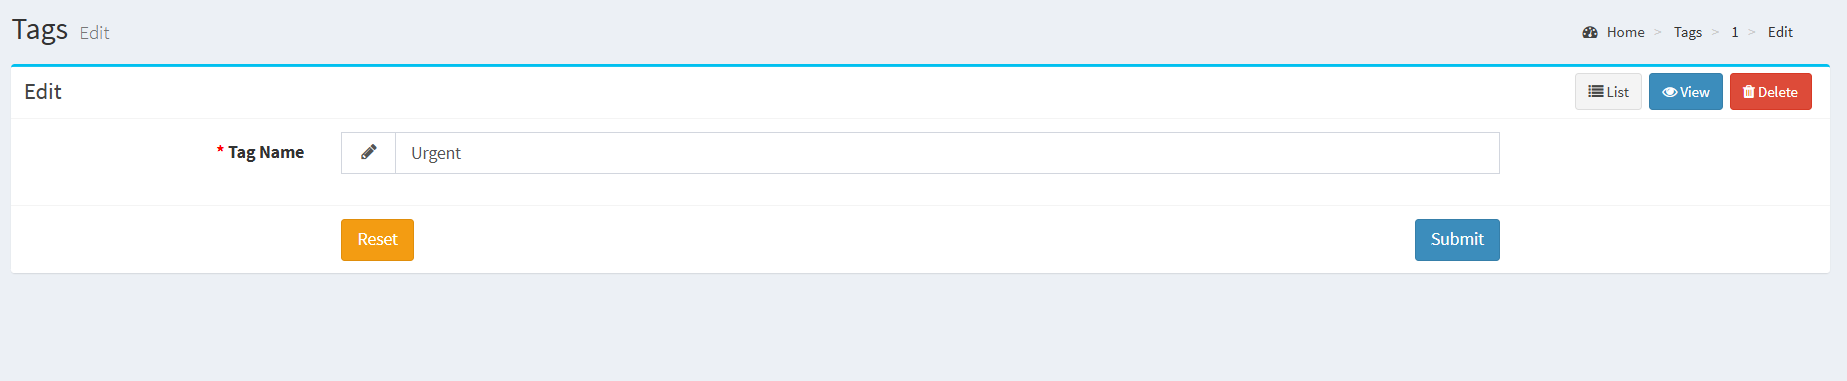 Tags Edit
Home > Tags > 1 > Edit
Edit
List View Delete
* Tag Name
Urgent
Reset
Submit